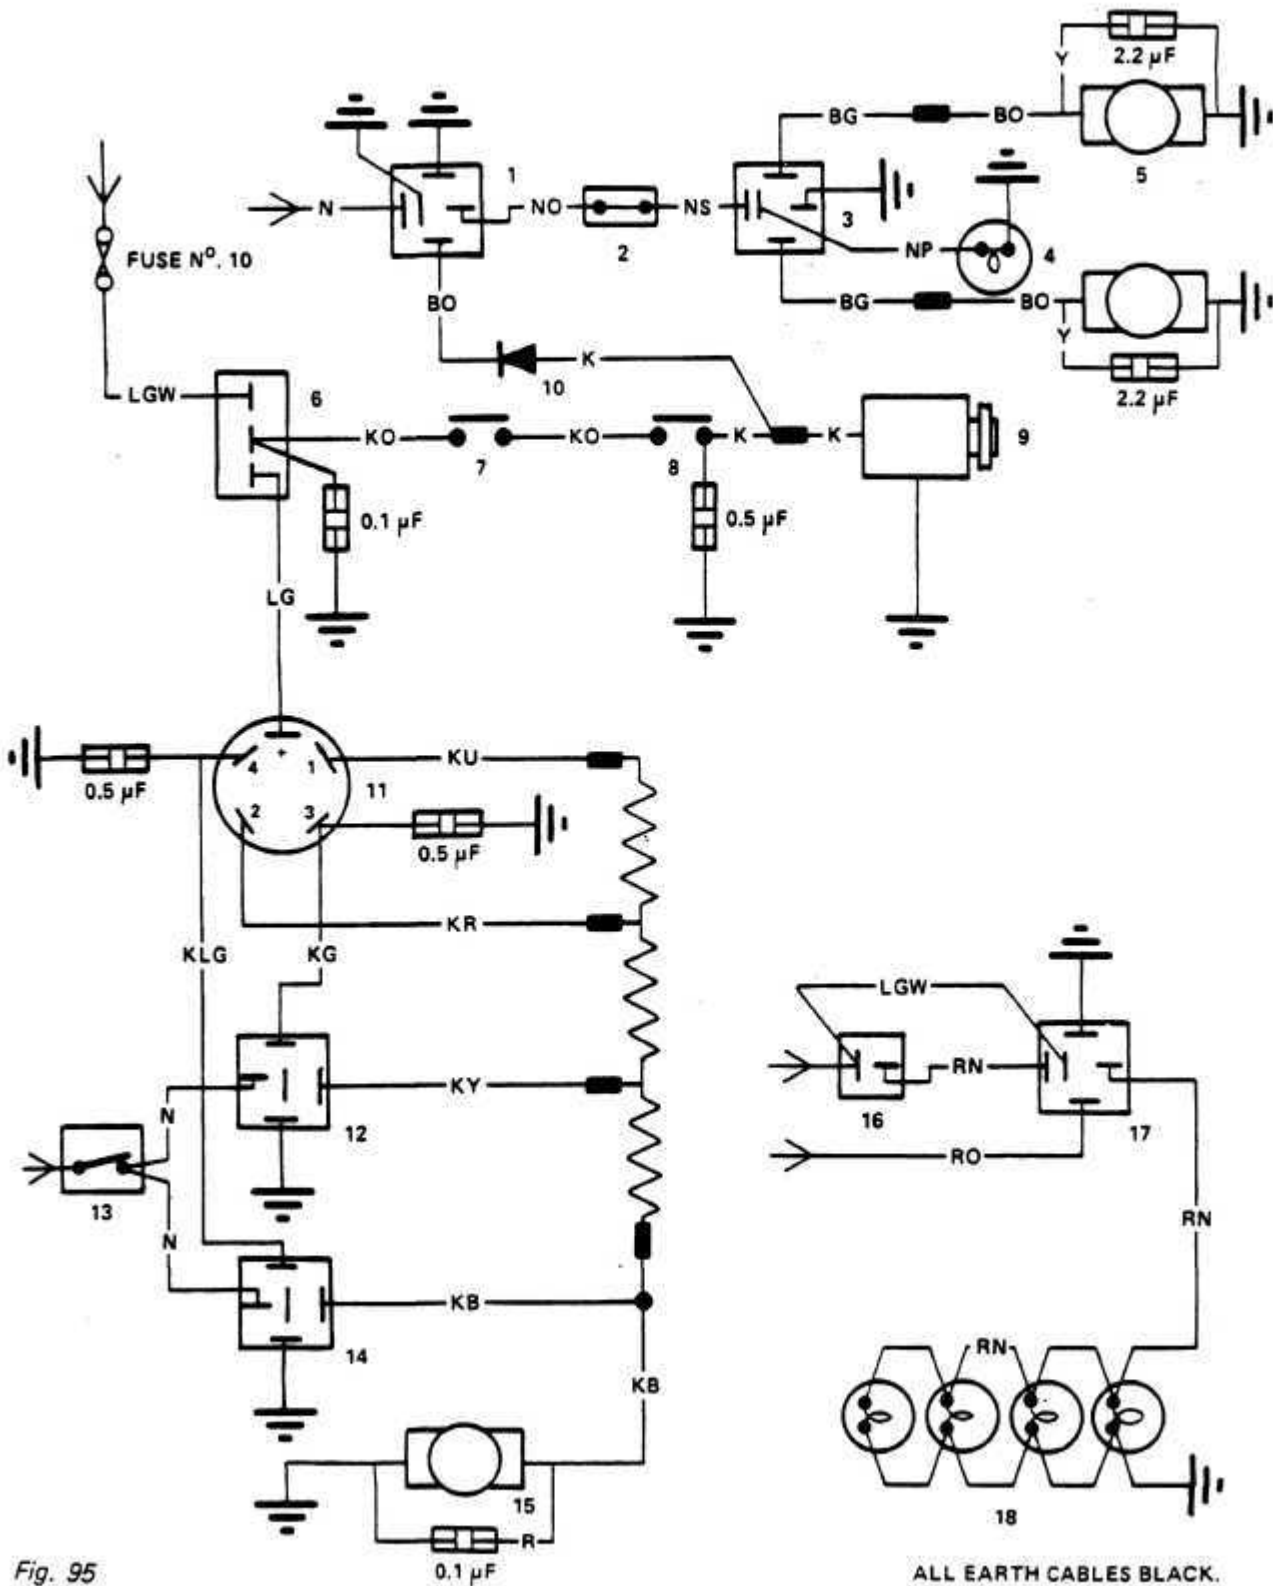 2.2 µF
Y
BG BO
5
1
N NO NS
2
3
FUSE Nº. 10
NP 4
BO
BG BO
Y
K
10
2.2 µF
LGW 6
KO KO K K 9
7 8
0.1 µF 0.5 µF
LG
+
4 1 KU
0.5 µF 11
2 3
0.5 µF
KR
KLG KG
LGW
RN
KY
N 12 16 17
RO
13
RN
N
KB
14
RN
KB
15
18
R
0.1 µF
Fig. 95 ALL EARTH CABLES BLACK.